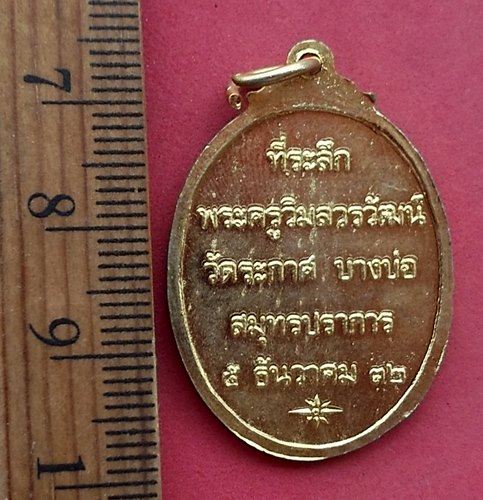 ที่ระลึก
พระครูวิมลวรวัฒน์
วัดระกาศ บางบ่อ
สมุทรปราการ
๕ ธันวาคม ๓๒
7
8
9
1